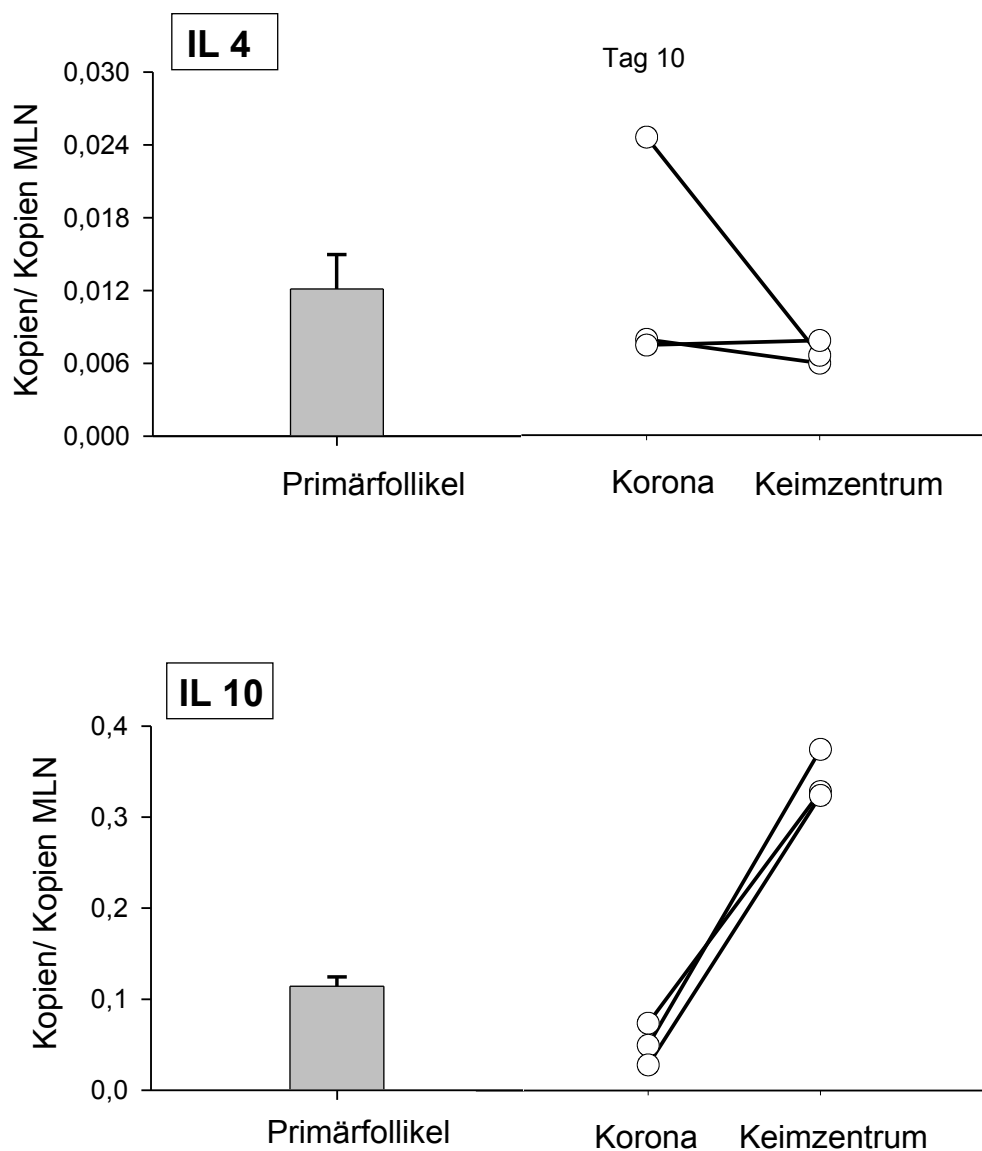 IL 4
Tag 10
Kopien/ Kopien MLN
0,030
0,024
0,018
0,012
0,006
0,000
Primärfollikel
Korona
Keimzentrum
IL 10
Kopien/ Kopien MLN
0,4
0,3
0,2
0,1
0,0
Primärfollikel
Korona
Keimzentrum